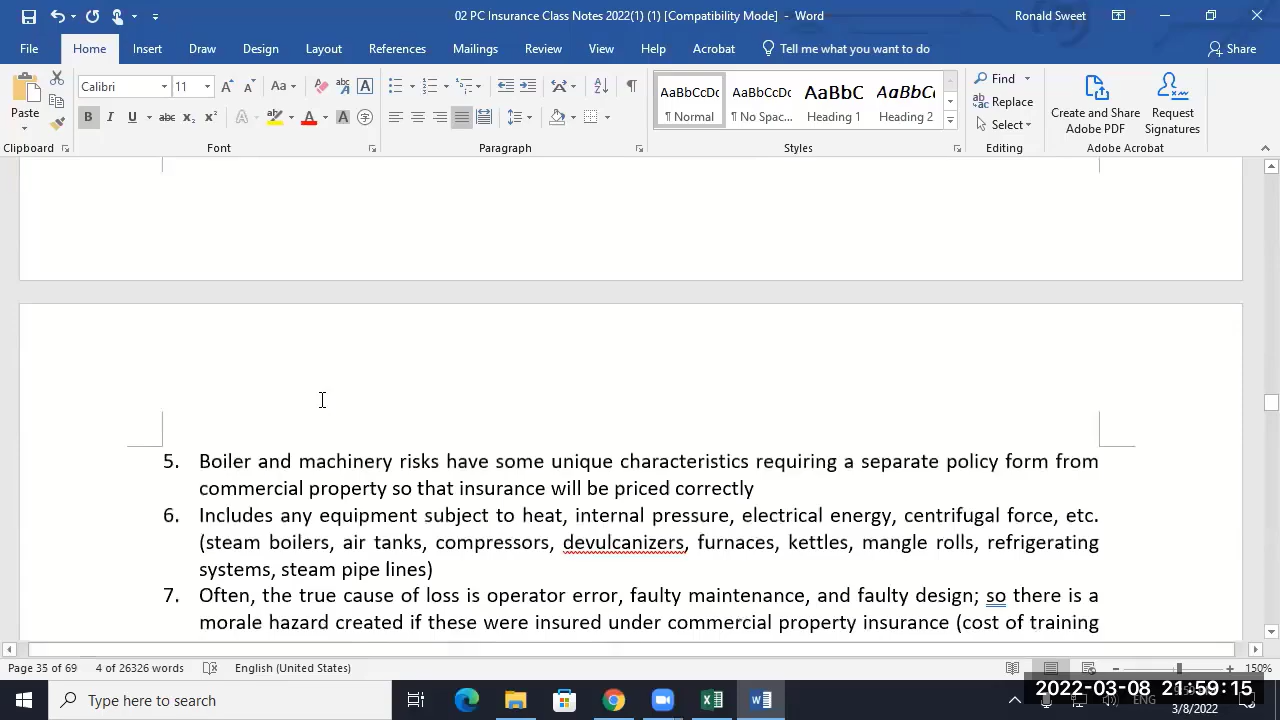 02 PC Insurance Class Notes 2022(1) (1) [Compatibility Mode] - Word
Ronald Sweet
File Home Insert Draw Design Layout References Mailings Review View Help Acrobat Tell me what you want to do Share
Paste
Clipboard
Calibri 11
Font
Paragraph
AaBbCcDc AaBbCcDc AaBbC AaBbC
¶ Normal ¶ No Spac... Heading 1 Heading 2
Styles
Find
Replace
Select
Editing
Create and Share
Adobe PDF
Request
Signatures
Adobe Acrobat
5. Boiler and machinery risks have some unique characteristics requiring a separate policy form from
commercial property so that insurance will be priced correctly
6. Includes any equipment subject to heat, internal pressure, electrical energy, centrifugal force, etc.
(steam boilers, air tanks, compressors, devulcanizers, furnaces, kettles, mangle rolls, refrigerating
systems, steam pipe lines)
7. Often, the true cause of loss is operator error, faulty maintenance, and faulty design; so there is a
morale hazard created if these were insured under commercial property insurance (cost of training
Page 35 of 69 4 of 26326 words English (United States) 150%
Type here to search
2022-03-08 21:59:15
ENG
3/8/2022